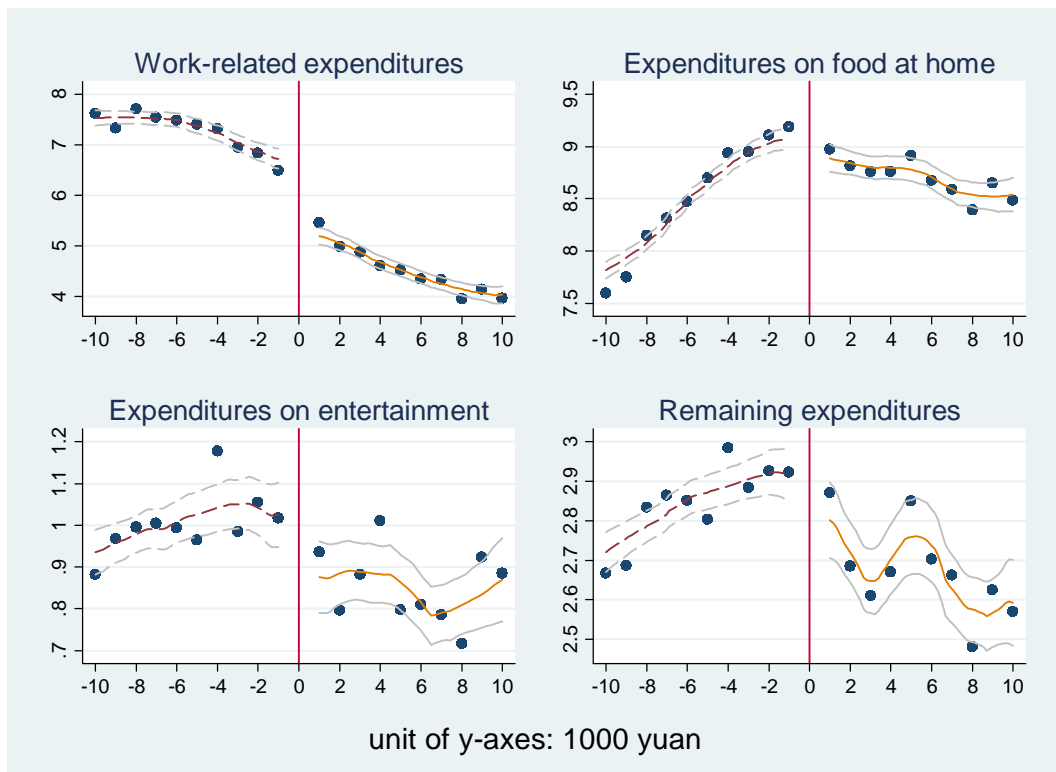 Work-related expenditures
8
7
6
5
4
-10 -8 -6 -4 -2 0 2 4 6 8 10
Expenditures on food at home
9.5
9
8.5
8
7.5
-10 -8 -6 -4 -2 0 2 4 6 8 10
Expenditures on entertainment
1.2
1.1
1
.9
.8
.7
-10 -8 -6 -4 -2 0 2 4 6 8 10
Remaining expenditures
3
2.9
2.8
2.7
2.6
2.5
-10 -8 -6 -4 -2 0 2 4 6 8 10
unit of y-axes: 1000 yuan